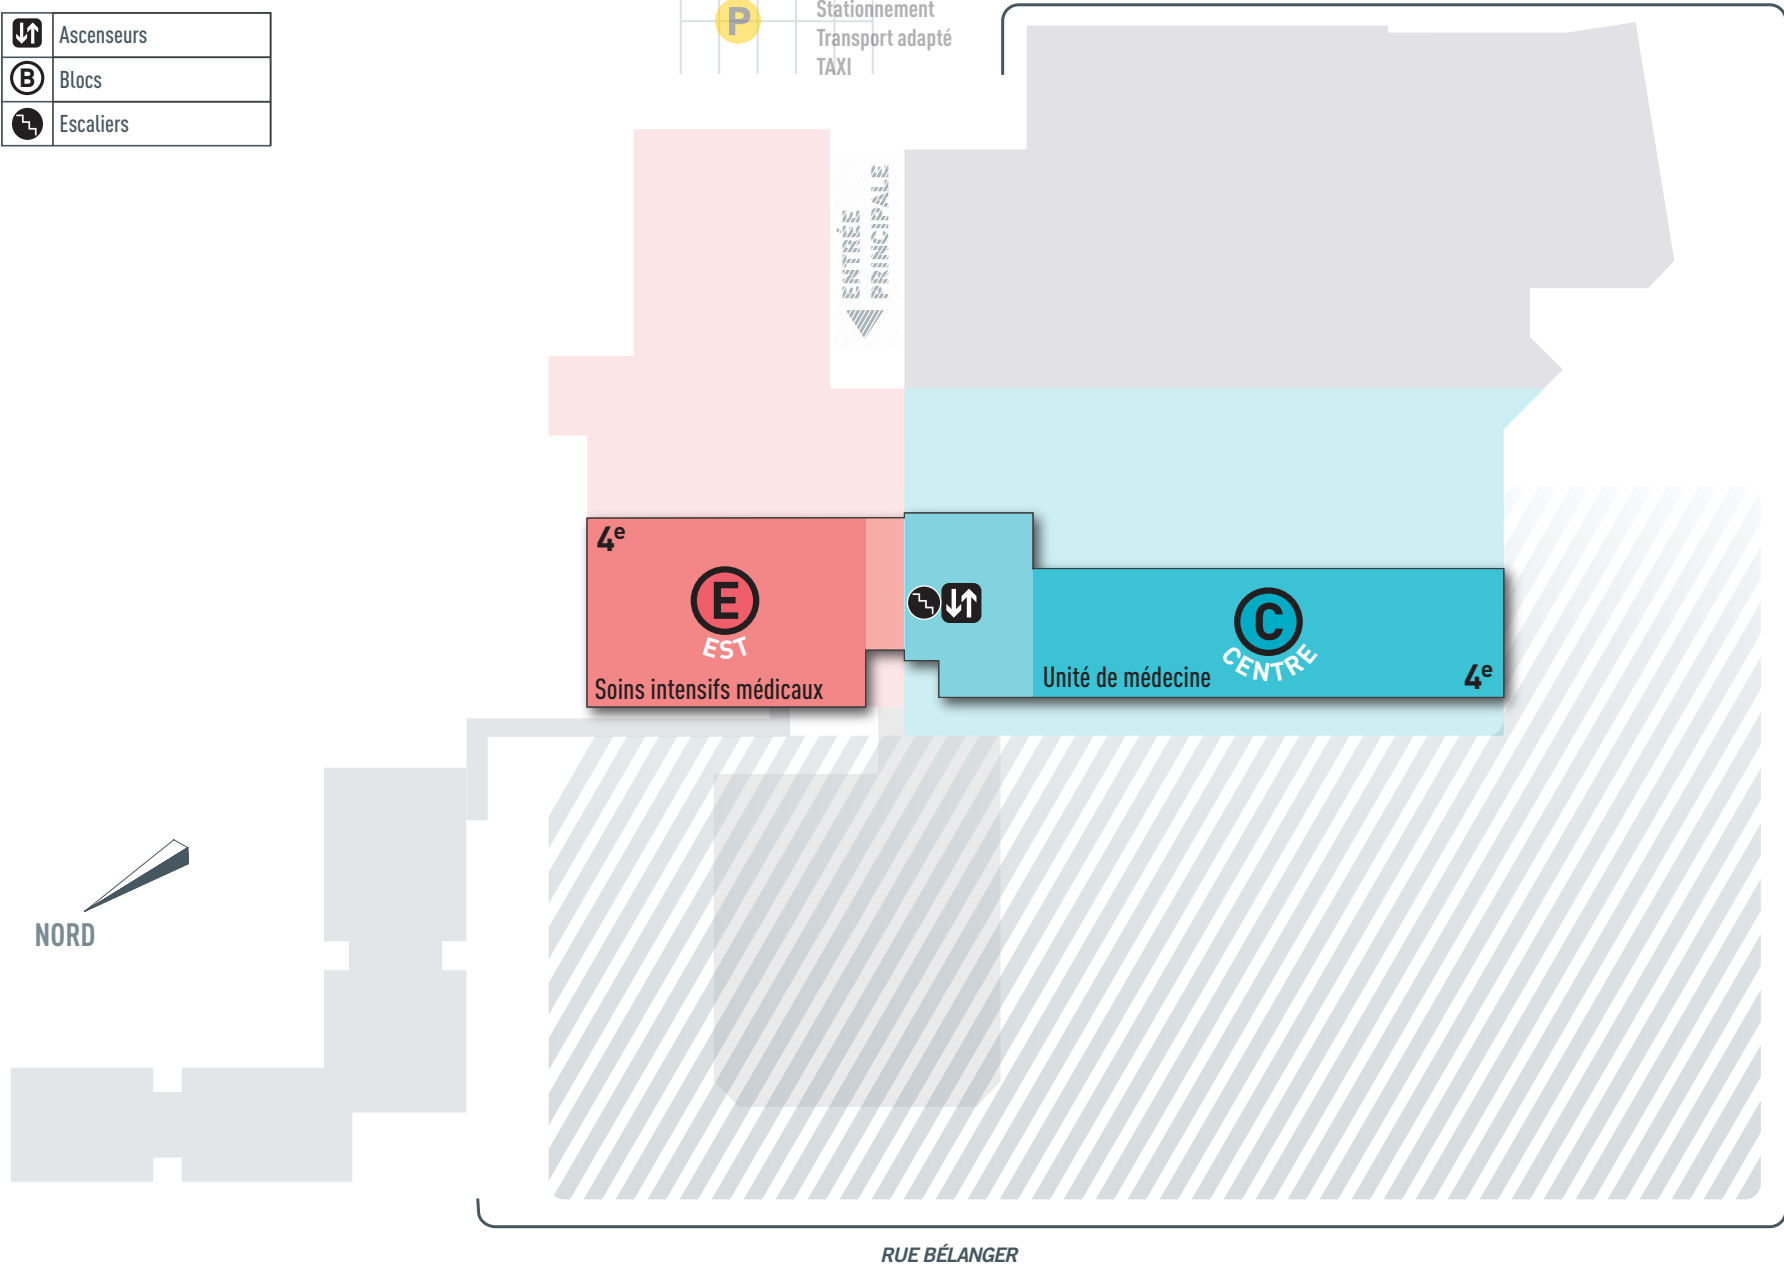 Ascenseurs
B Blocs
Escaliers
P
Stationnement
Transport adapté
TAXI
ENTRÉE
PRINCIPALE
4e
E
EST
Soins intensifs médicaux
C
CENTRE
Unité de médecine
4e
NORD
RUE BÉLANGER